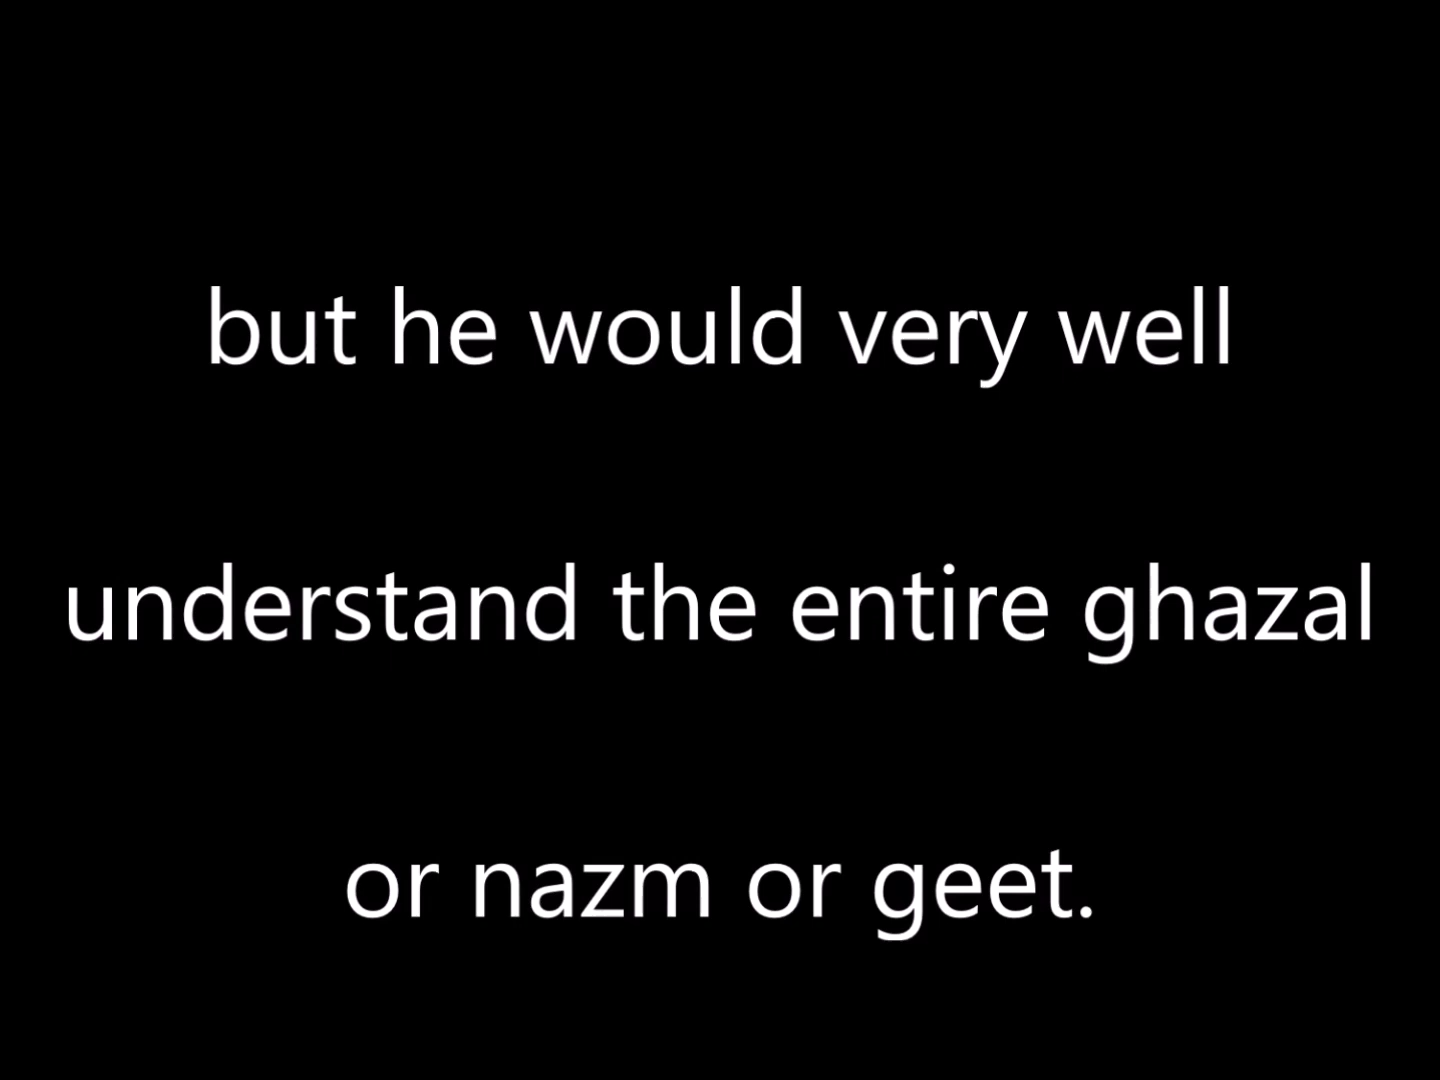 but he would very well
understand the entire ghazal
or nazm or geet.